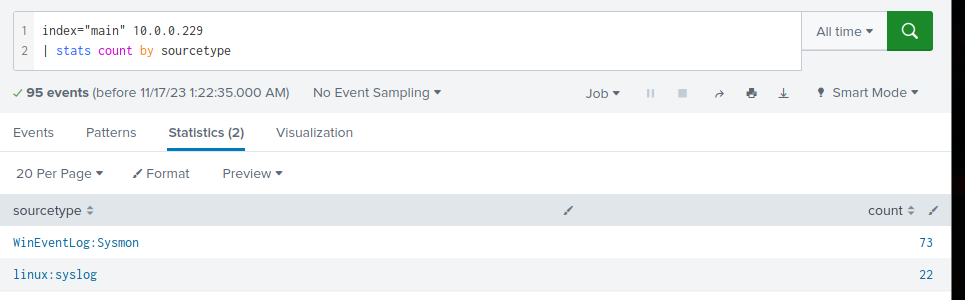 1 index="main" 10.0.0.229
2 | stats count by sourcetype
All time
95 events (before 11/17/23 1:22:35.000 AM) No Event Sampling Job Smart Mode
Events Patterns Statistics (2) Visualization
20 Per Page Format Preview
sourcetype count
WinEventLog:Sysmon 73
linux:syslog 22